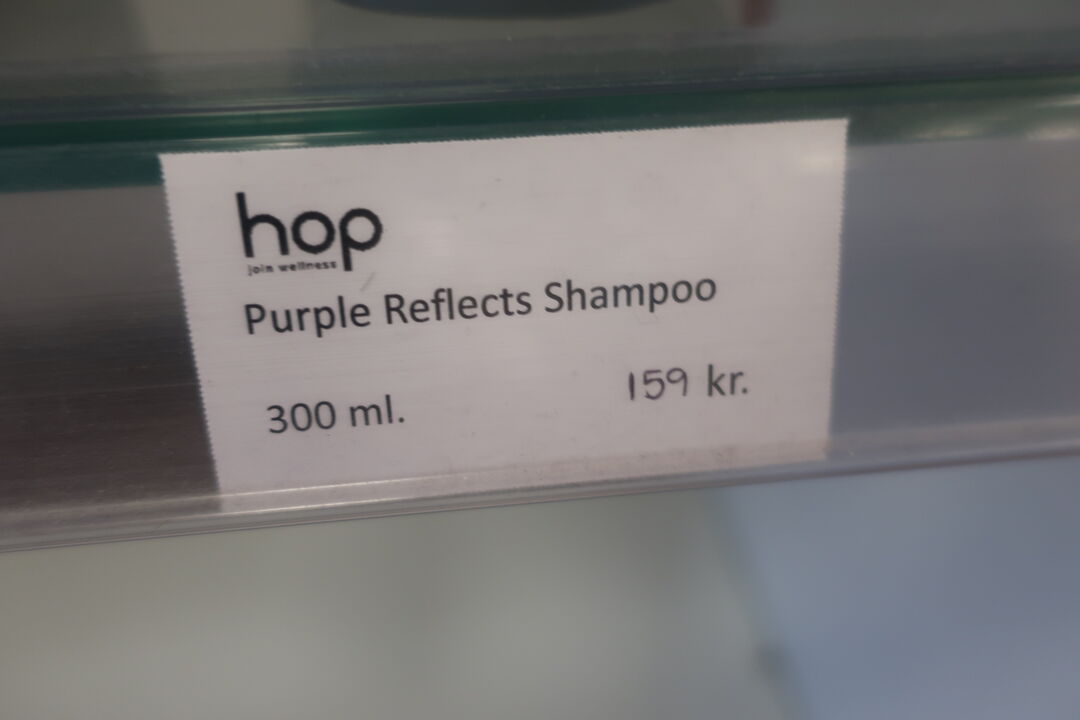 hop
join wellness
Purple Reflects Shampoo
300 ml. 159 kr.